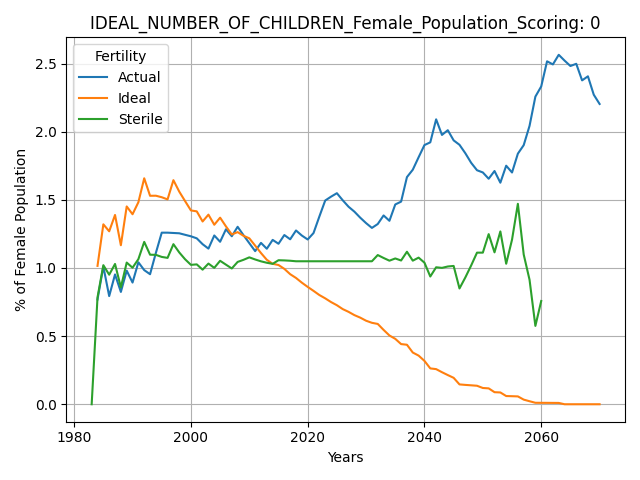 IDEAL_NUMBER_OF_CHILDREN_Female_Population_Scoring: 0
Fertility
Actual
Ideal
Sterile
% of Female Population
2.5
2.0
1.5
1.0
0.5
0.0
1980 2000 2020 2040 2060
Years